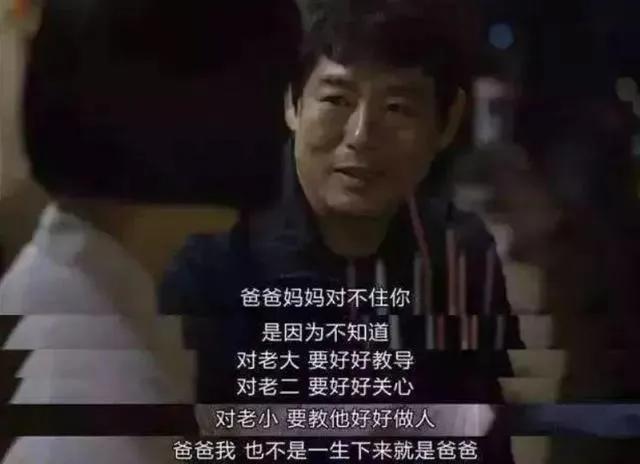 爸爸妈妈对不住你
是因为不知道
对老大 要好好教导
对老二 要好好关心
对老小 要教他好好做人
爸爸我 也不是一生下来就是爸爸